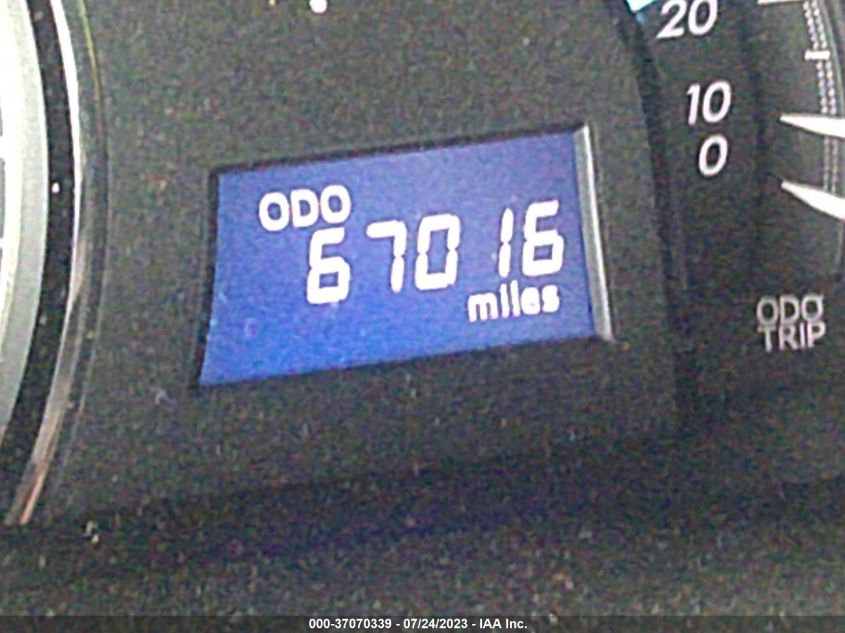 20
10
0
ODO
67016
miles
ODO
TRIP
000-37070339 - 07/24/2023 - IAA Inc.